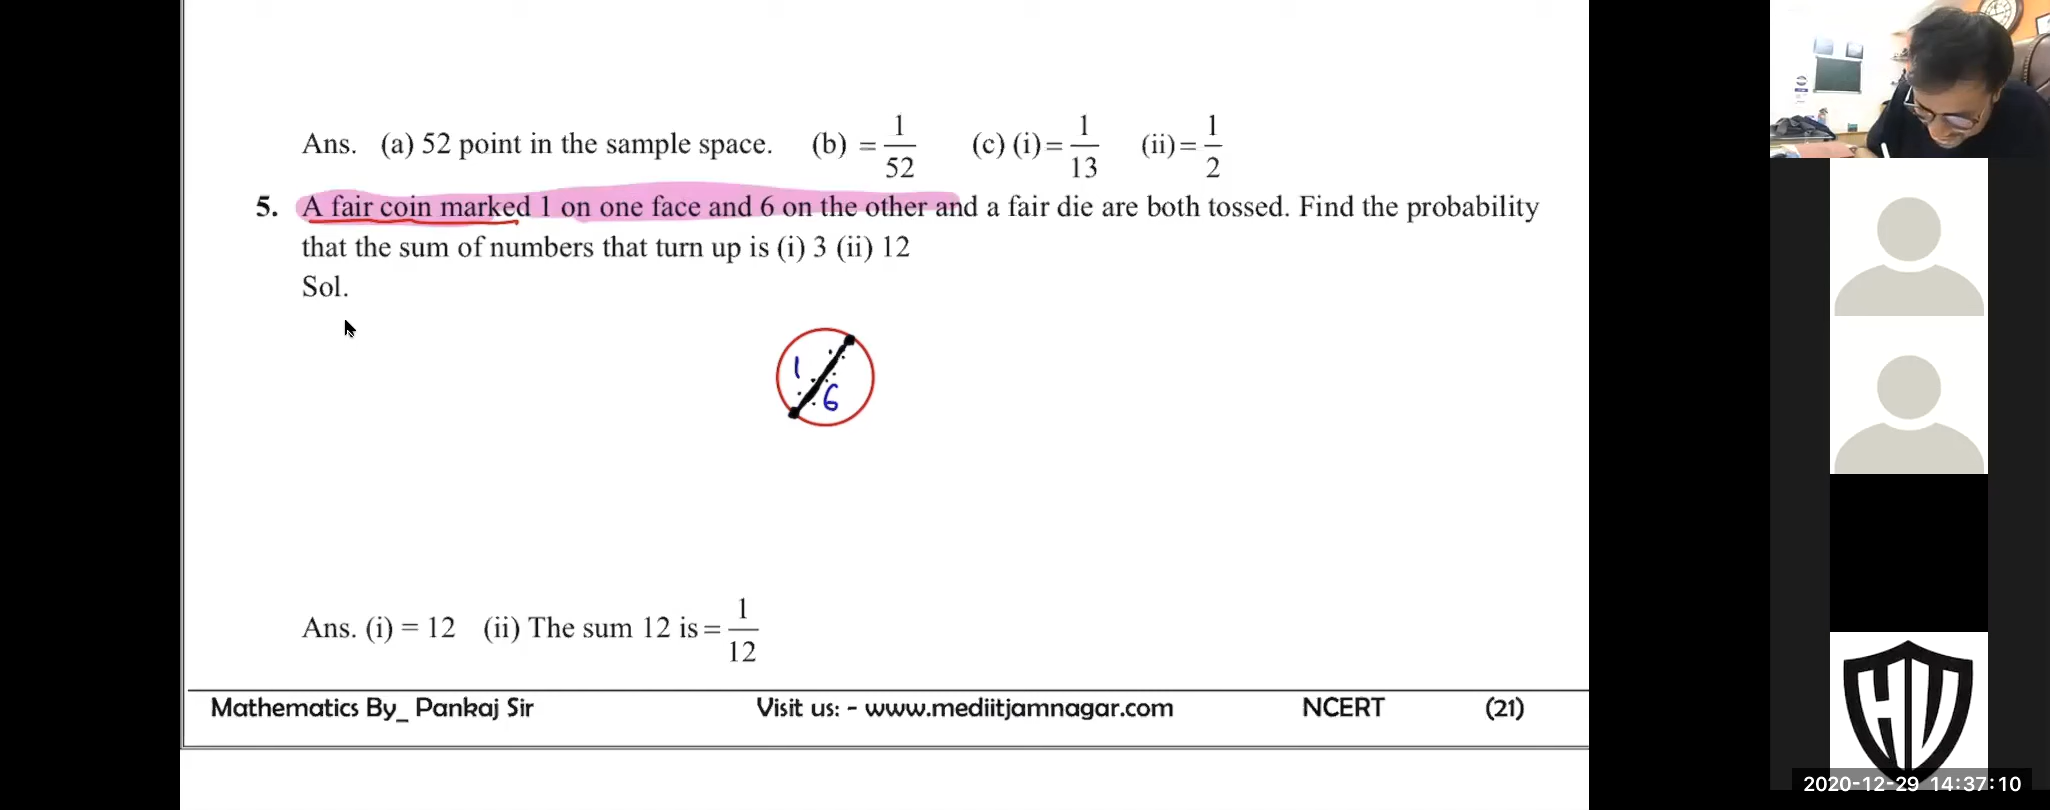 Ans. (a) 52 point in the sample space. (b) = 1/52 (c) (i) = 1/13 (ii) = 1/2
5. A fair coin marked 1 on one face and 6 on the other and a fair die are both tossed. Find the probability
that the sum of numbers that turn up is (i) 3 (ii) 12
Sol.
1
6
Ans. (i) = 12 (ii) The sum 12 is = 1/12
Mathematics By_ Pankaj Sir Visit us: - www.mediitjamnagar.com NCERT (21)
2020-12-29 14:37:10